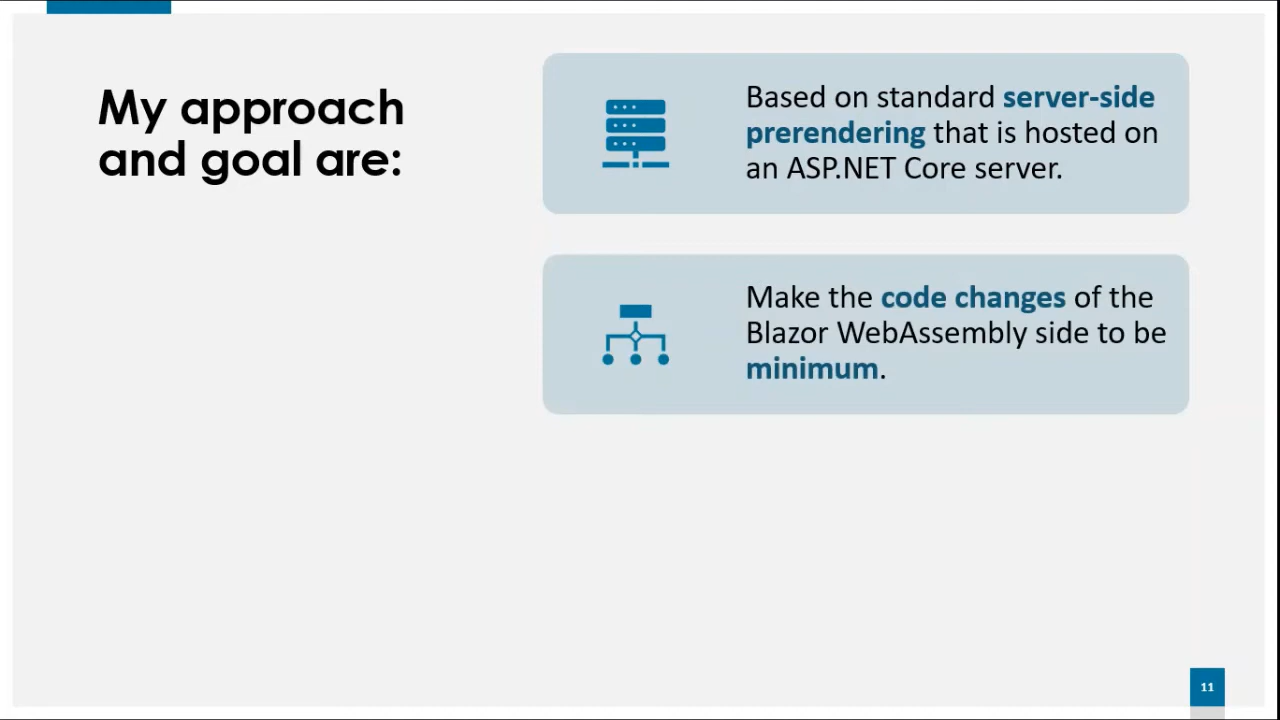 My approach
and goal are:
Based on standard server-side
prerendering that is hosted on
an ASP.NET Core server.
Make the code changes of the
Blazor WebAssembly side to be
minimum.
11